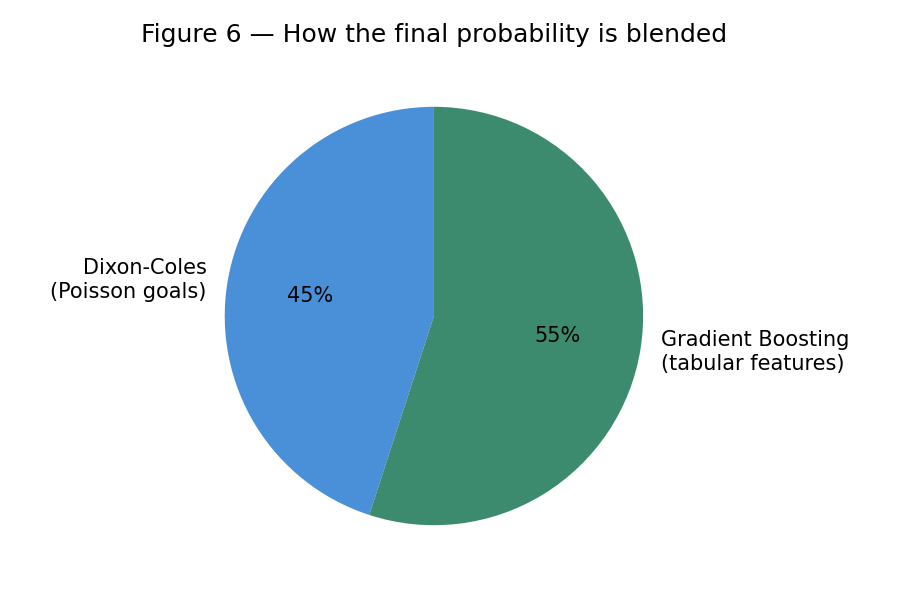 Figure 6 — How the final probability is blended
Dixon-Coles
(Poisson goals)
45%
55%
Gradient Boosting
(tabular features)